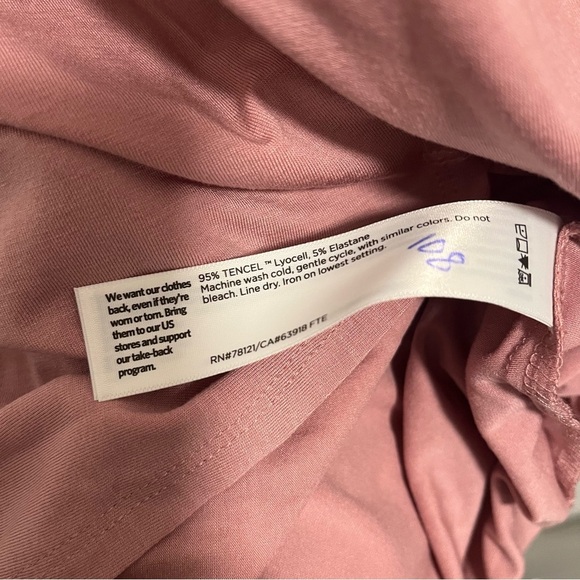 We want our clothes
back, even if they're
worn or torn. Bring
them to our US
stores and support
our take-back
program.
95% TENCEL™ Lyocell, 5% Elastane
Machine wash cold, gentle cycle, with similar colors. Do not
bleach. Line dry. Iron on lowest setting.
RN#78121/CA#63918 FTE